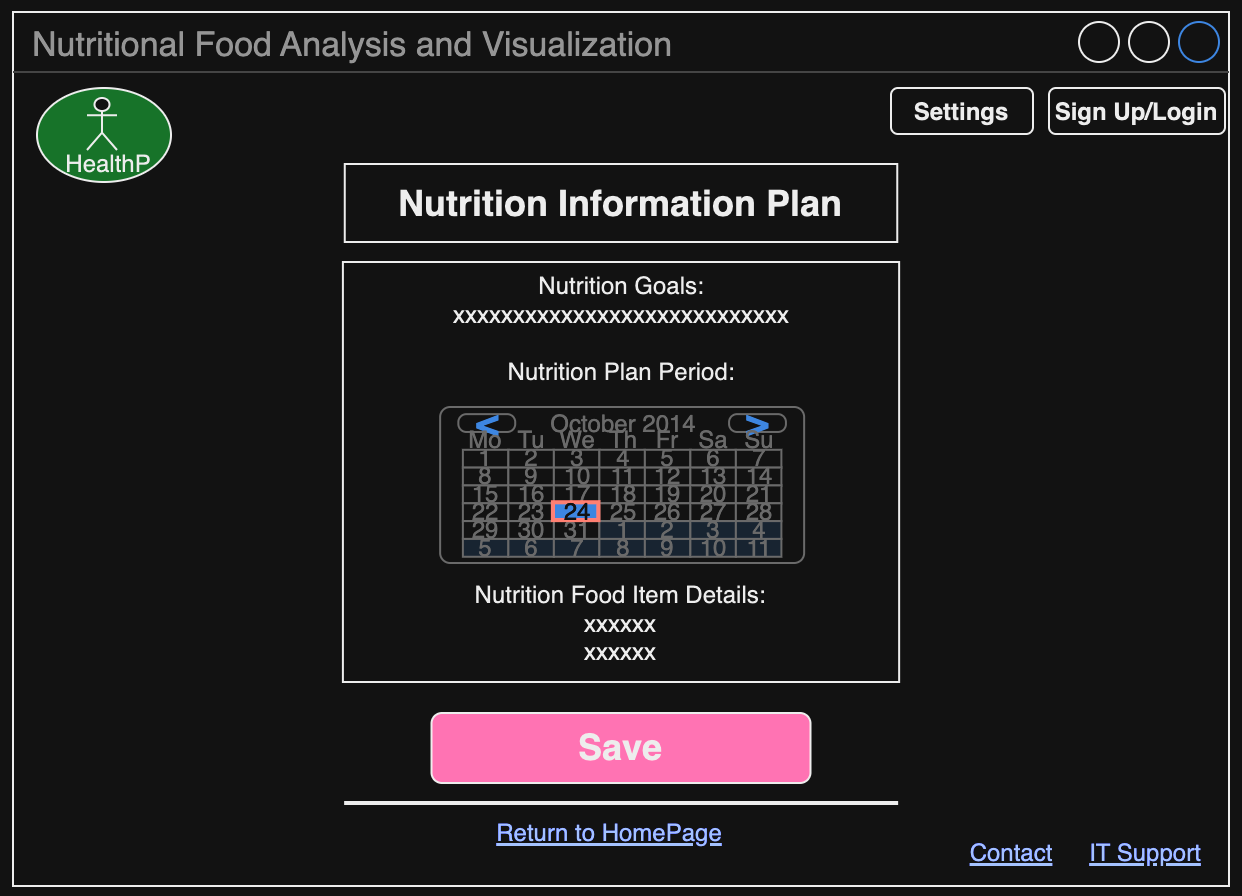 Nutritional Food Analysis and Visualization
Settings
Sign Up/Login
HealthP
Nutrition Information Plan
Nutrition Goals:
xxxxxxxxxxxxxxxxxxxxxxxxxxxx
Nutrition Plan Period:
< October 2014 >
Mo Tu We Th Fr Sa Su
1 2 3 4 5 6 7
8 9 10 11 12 13 14
15 16 17 18 19 20 21
22 23 24 25 26 27 28
29 30 31 1 2 3 4
5 6 7 8 9 10 11
Nutrition Food Item Details:
xxxxxx
xxxxxx
Save
Return to HomePage
Contact
IT Support